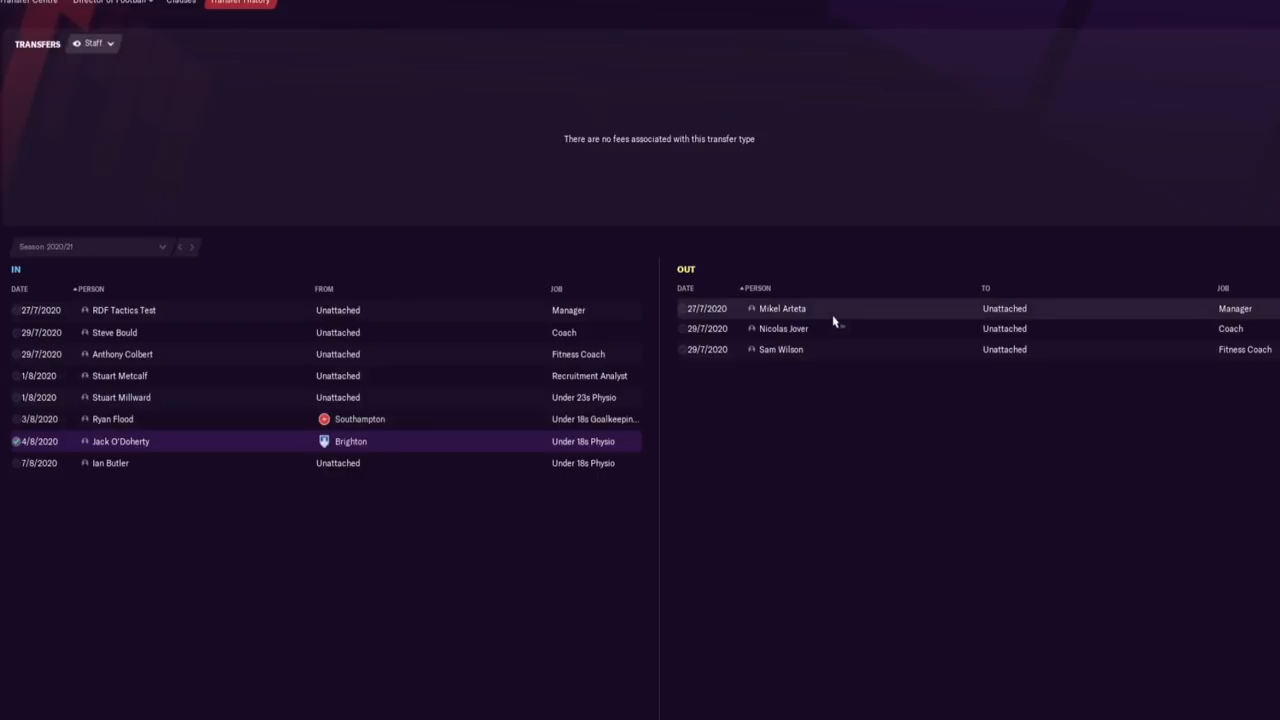 Transfer Centre Director of Football Clauses Transfer History
TRANSFERS Staff
There are no fees associated with this transfer type
Season 2020/21
IN
DATE PERSON FROM JOB
27/7/2020 RDF Tactics Test Unattached Manager
29/7/2020 Steve Bould Unattached Coach
29/7/2020 Anthony Colbert Unattached Fitness Coach
1/8/2020 Stuart Metcalf Unattached Recruitment Analyst
1/8/2020 Stuart Millward Unattached Under 23s Physio
3/8/2020 Ryan Flood Southampton Under 18s Goalkeepin...
4/8/2020 Jack O'Doherty Brighton Under 18s Physio
7/8/2020 Ian Butler Unattached Under 18s Physio
OUT
DATE PERSON TO JOB
27/7/2020 Mikel Arteta Unattached Manager
29/7/2020 Nicolas Jover Unattached Coach
29/7/2020 Sam Wilson Unattached Fitness Coach